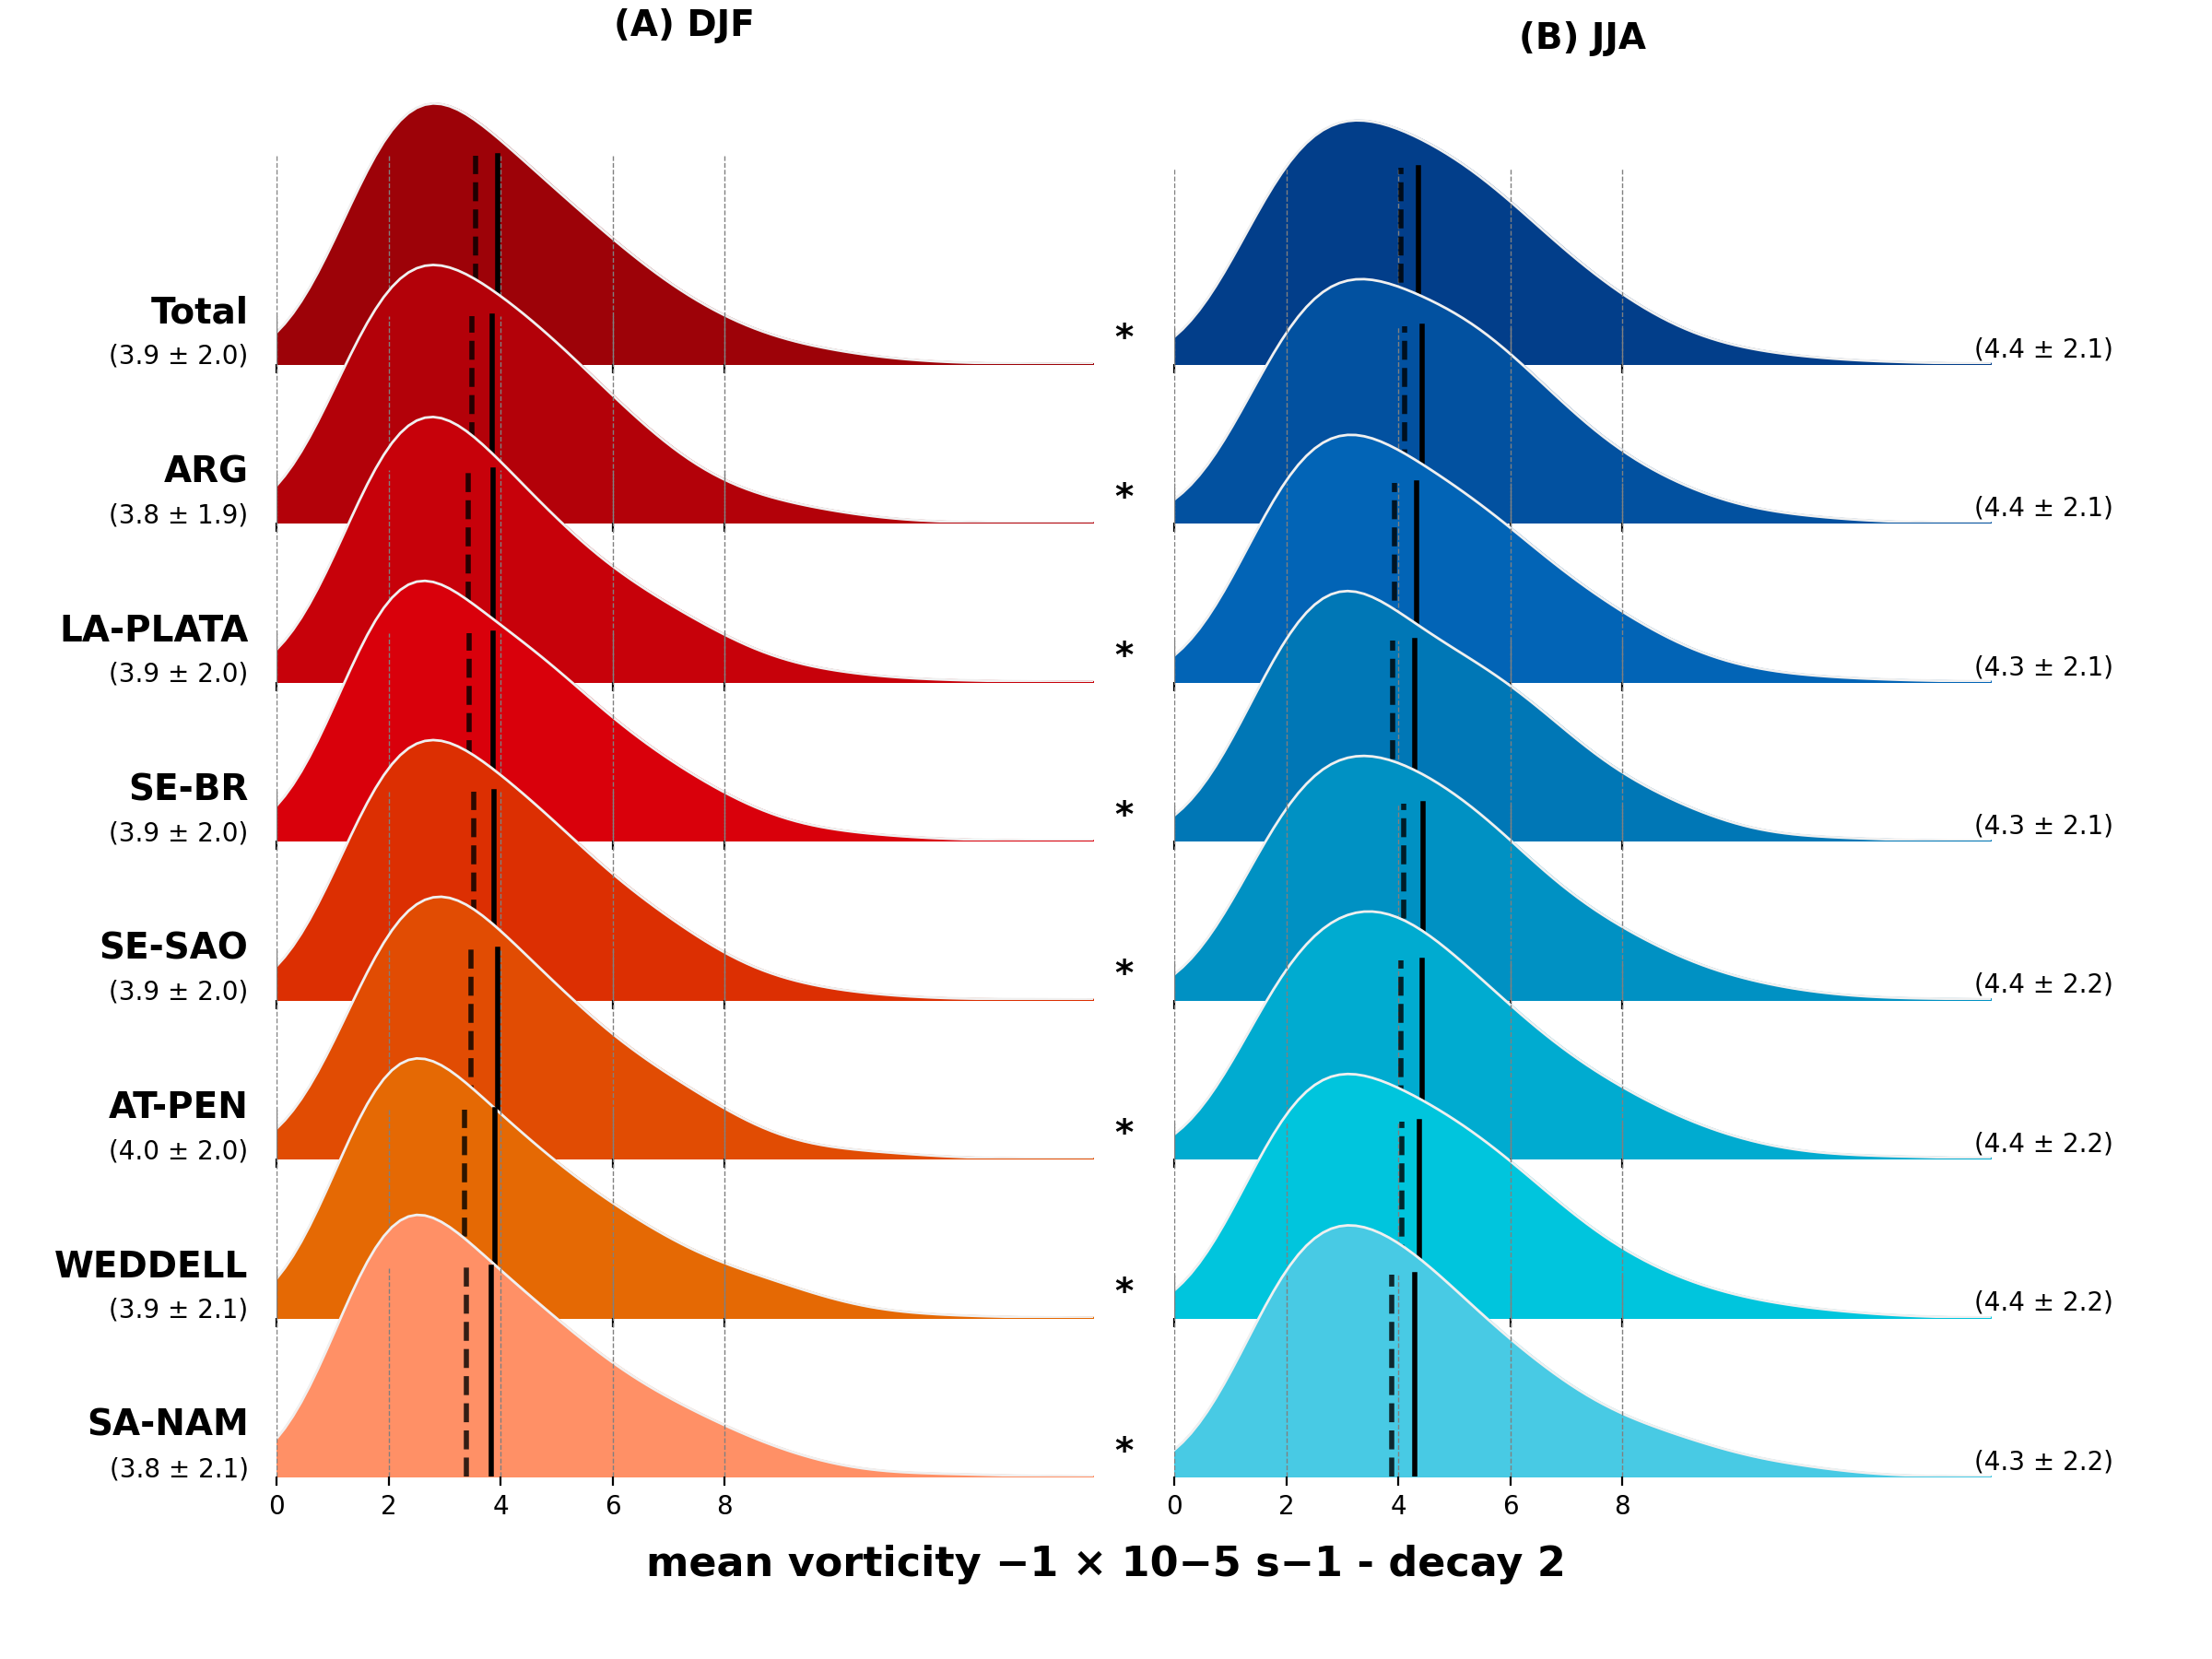 (A) DJF
(B) JJA
Total
(3.9 ± 2.0)
*
(4.4 ± 2.1)
ARG
(3.8 ± 1.9)
*
(4.4 ± 2.1)
LA-PLATA
(3.9 ± 2.0)
*
(4.3 ± 2.1)
SE-BR
(3.9 ± 2.0)
*
(4.3 ± 2.1)
SE-SAO
(3.9 ± 2.0)
*
(4.4 ± 2.2)
AT-PEN
(4.0 ± 2.0)
*
(4.4 ± 2.2)
WEDDELL
(3.9 ± 2.1)
*
(4.4 ± 2.2)
SA-NAM
(3.8 ± 2.1)
*
(4.3 ± 2.2)
0 2 4 6 8
0 2 4 6 8
mean vorticity −1 × 10−5 s−1 - decay 2